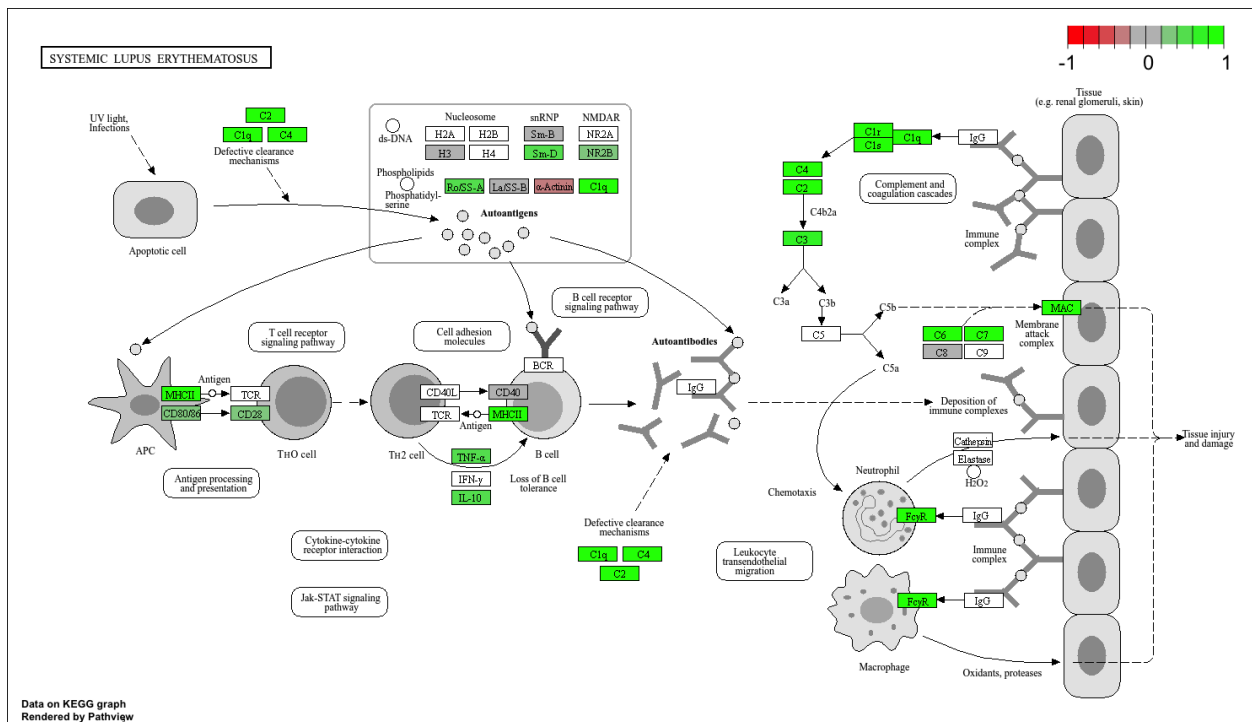 SYSTEMIC LUPUS ERYTHEMATOSUS
-1
0
1
UV light,
Infections
C2
C1q
C4
Defective clearance
mechanisms
Apoptotic cell
Nucleosome
snRNP
NMDAR
ds-DNA
H2A
H2B
Sm-B
NR2A
H3
H4
Sm-D
NR2B
Phospholipids
Phosphatidyl-
serine
Ro/SS-A
La/SS-B
α-Actinin
C1q
Autoantigens
Tissue
(e.g. renal glomeruli, skin)
C1r
C1s
C1q
IgG
C4
C2
Complement and
coagulation cascades
C4b2a
C3
Immune
complex
C3a
C3b
C5b
C5
C5a
MAC
C6
C7
C8
C9
Membrane
attack
complex
B cell receptor
signaling pathway
T cell receptor
signaling pathway
Cell adhesion
molecules
Autoantibodies
BCR
IgG
Antigen
MHCII
TCR
CD80/86
CD28
CD40L
CD40
TCR
MHCII
Antigen
APC
TH0 cell
TH2 cell
B cell
TNF-α
IFN-γ
IL-10
Loss of B cell
tolerance
Antigen processing
and presentation
Deposition of
immune complexes
Cathepsin
Elastase
H2O2
Tissue injury
and damage
Neutrophil
Chemotaxis
FcγR
IgG
Immune
complex
Defective clearance
mechanisms
C1q
C4
C2
Leukocyte
transendothelial
migration
Cytokine-cytokine
receptor interaction
Jak-STAT signaling
pathway
FcγR
IgG
Macrophage
Oxidants, proteases
Data on KEGG graph
Rendered by Pathview